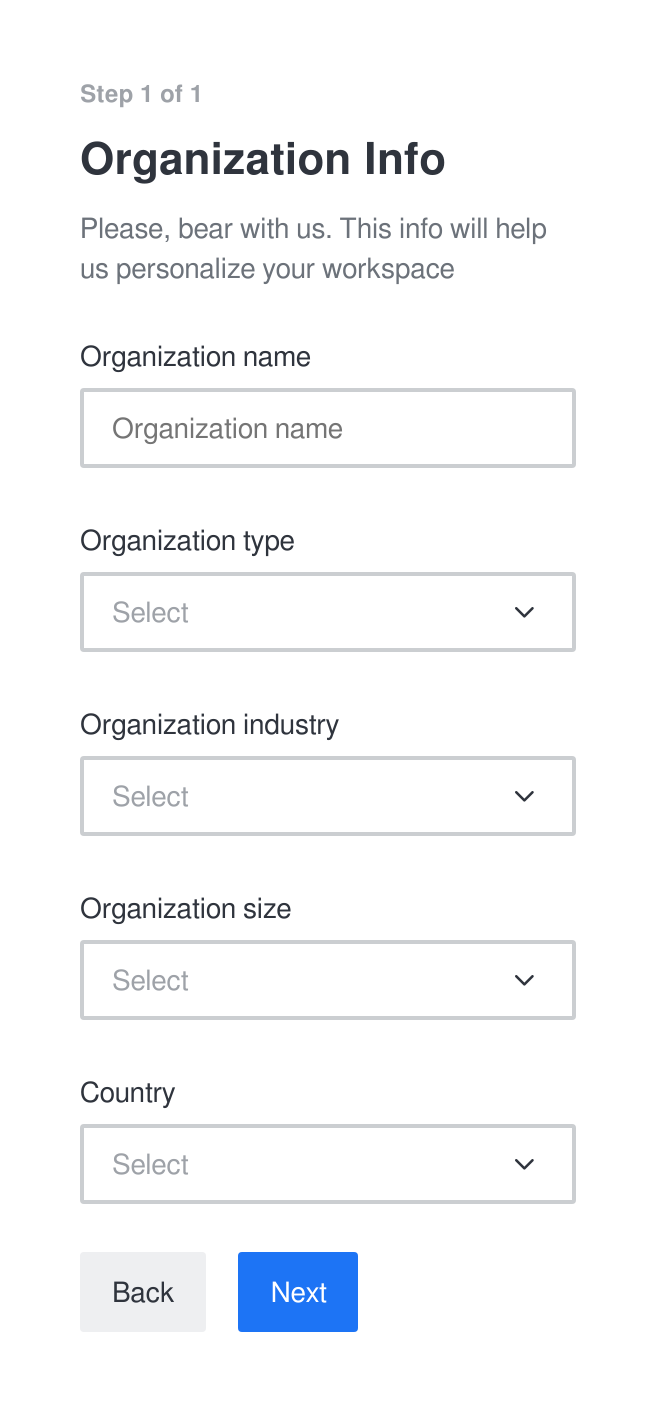 Step 1 of 1
Organization Info
Please, bear with us. This info will help
us personalize your workspace
Organization name
Organization name
Organization type
Select
Organization industry
Select
Organization size
Select
Country
Select
Back
Next